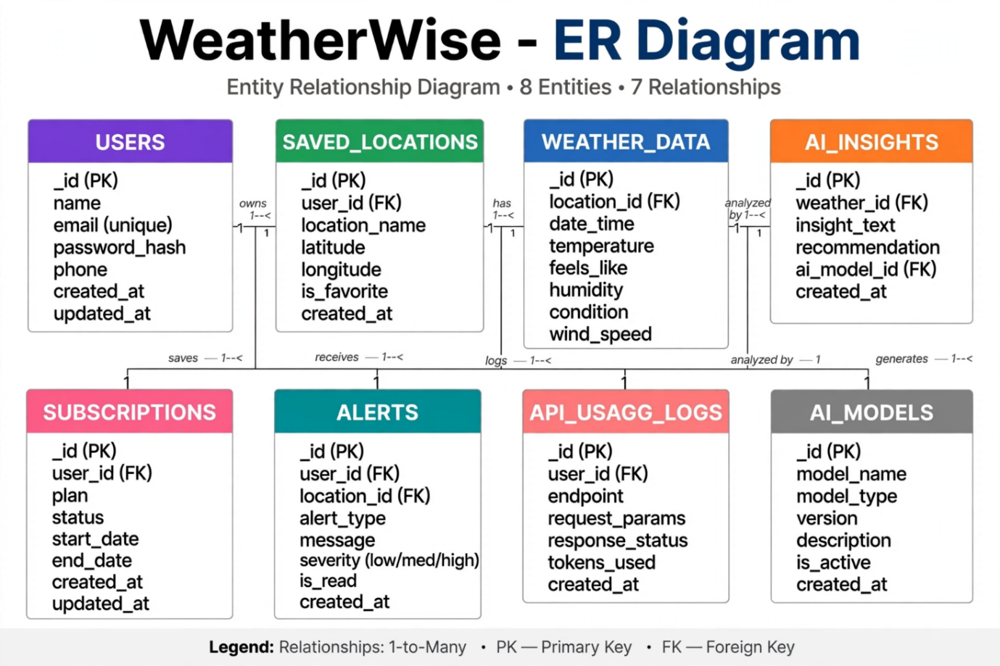 WeatherWise - ER Diagram
Entity Relationship Diagram • 8 Entities • 7 Relationships
USERS
_id (PK)
name
email (unique)
password_hash
phone
created_at
updated_at
owns
1--<
1
1
SAVED_LOCATIONS
_id (PK)
user_id (FK)
location_name
latitude
longitude
is_favorite
created_at
has
1--<
1
1
WEATHER_DATA
_id (PK)
location_id (FK)
date_time
temperature
feels_like
humidity
condition
wind_speed
analyzed
by 1--<
1
1
AI_INSIGHTS
_id (PK)
weather_id (FK)
insight_text
recommendation
ai_model_id (FK)
created_at
saves — 1--<
receives — 1--<
logs — 1--<
analyzed by — 1
generates — 1--<
1
1
1
1
SUBSCRIPTIONS
_id (PK)
user_id (FK)
plan
status
start_date
end_date
created_at
updated_at
ALERTS
_id (PK)
user_id (FK)
location_id (FK)
alert_type
message
severity (low/med/high)
is_read
created_at
API_USAGG_LOGS
_id (PK)
user_id (FK)
endpoint
request_params
response_status
tokens_used
created_at
AI_MODELS
_id (PK)
model_name
model_type
version
description
is_active
created_at
Legend: Relationships: 1-to-Many • PK — Primary Key • FK — Foreign Key